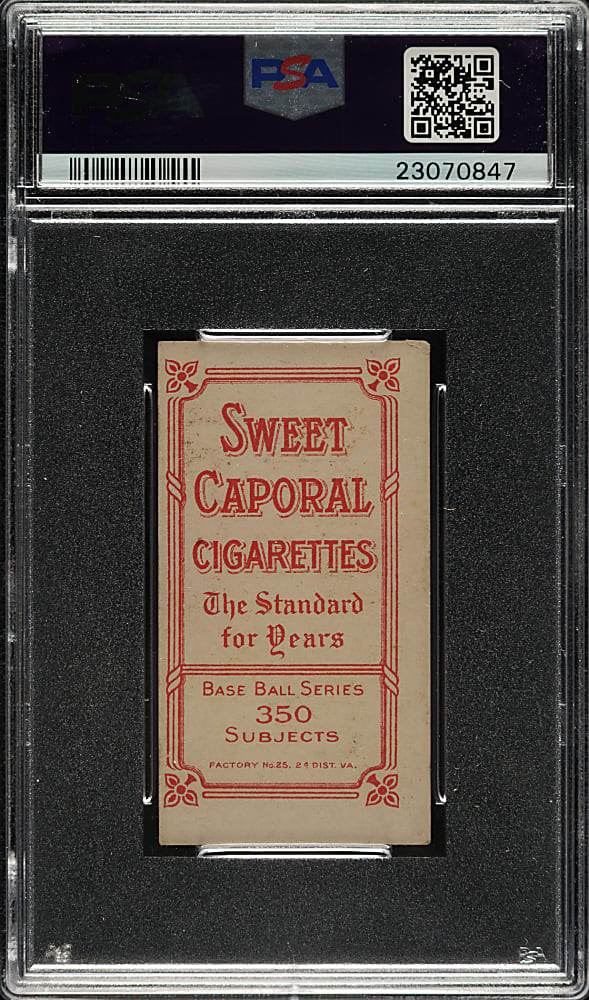 PSA
23070847
SWEET
CAPORAL
CIGARETTES
The Standard
for Years
BASE BALL SERIES
350
SUBJECTS
FACTORY No. 25, 2d DIST. VA.